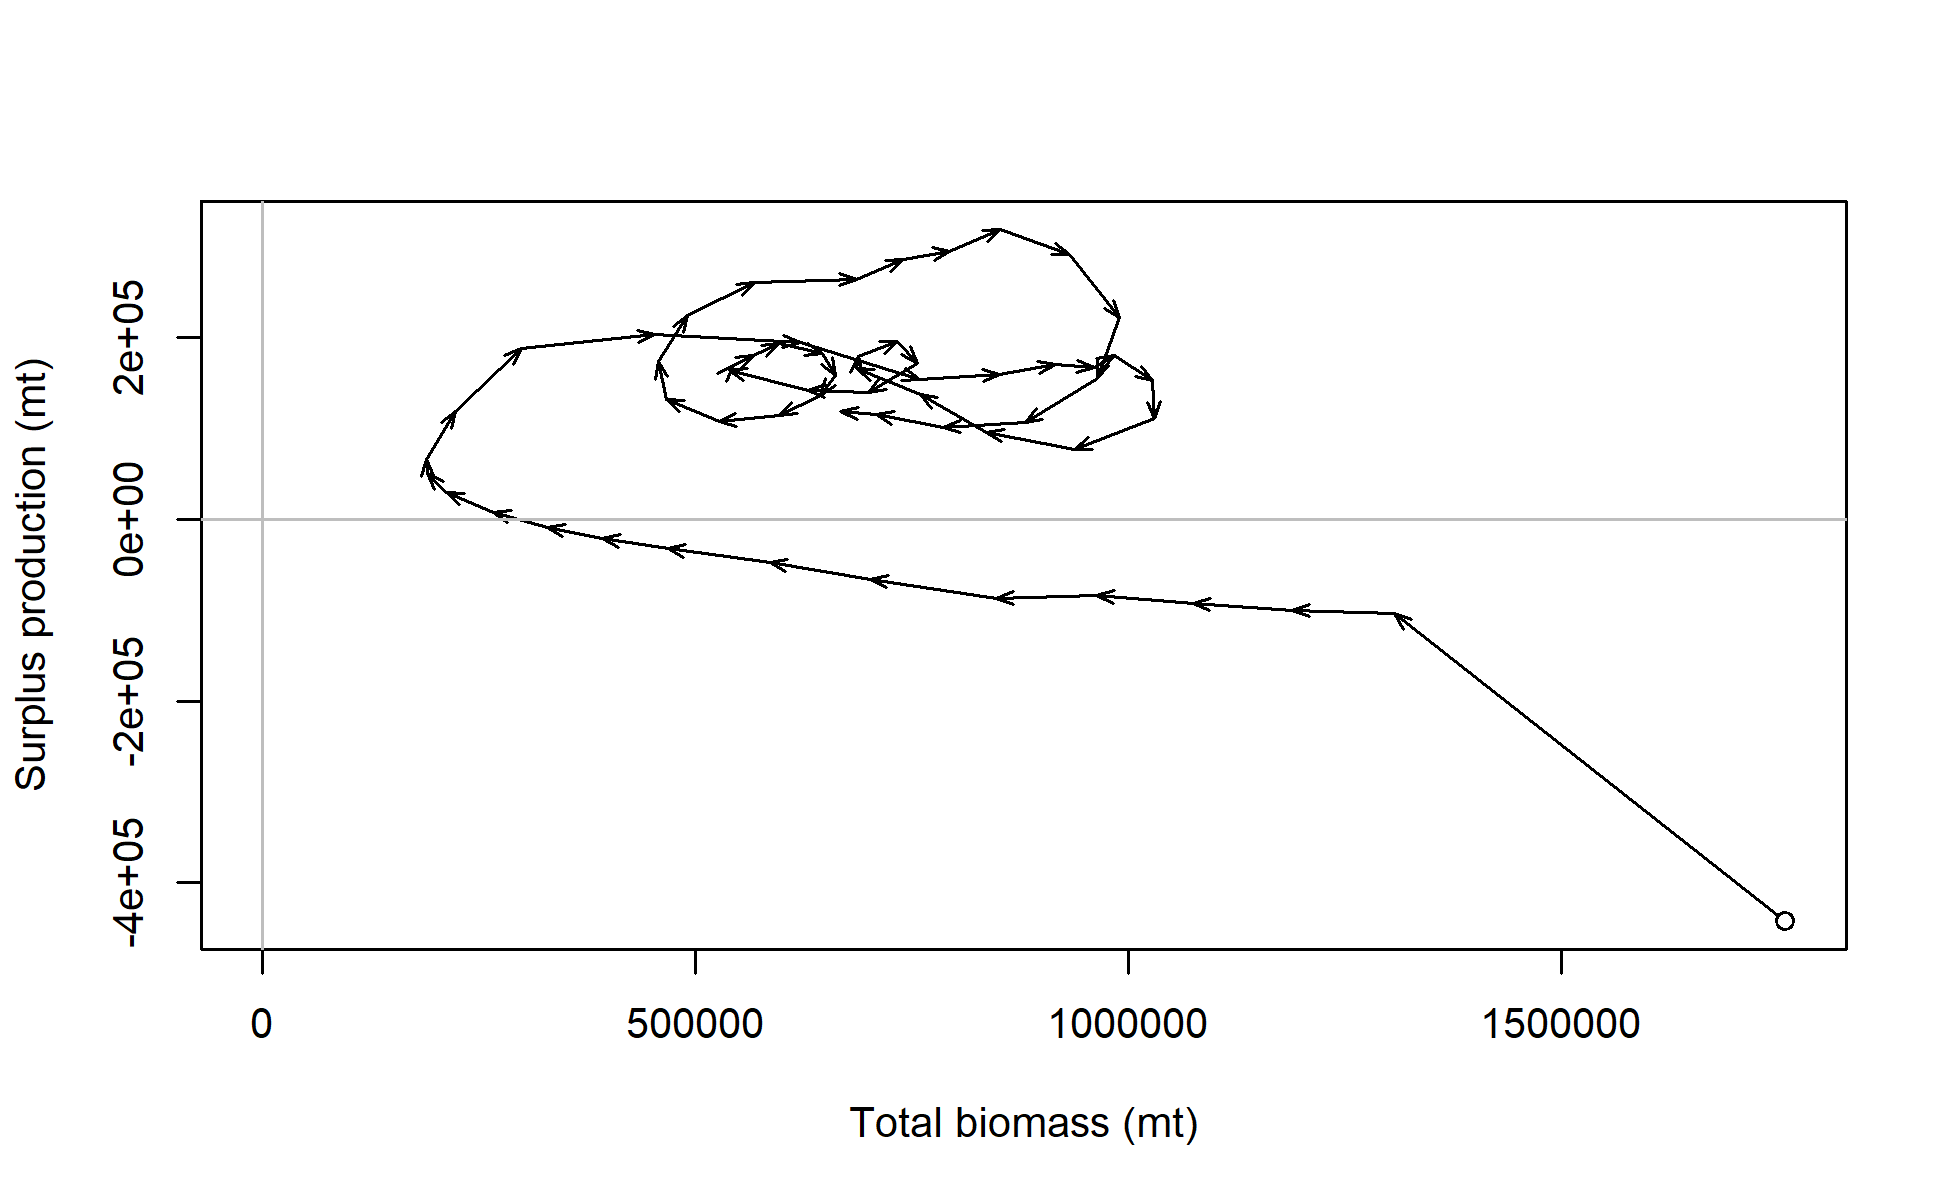 Surplus production (mt)
2e+05
0e+00
-2e+05
-4e+05
0 500000 1000000 1500000
Total biomass (mt)